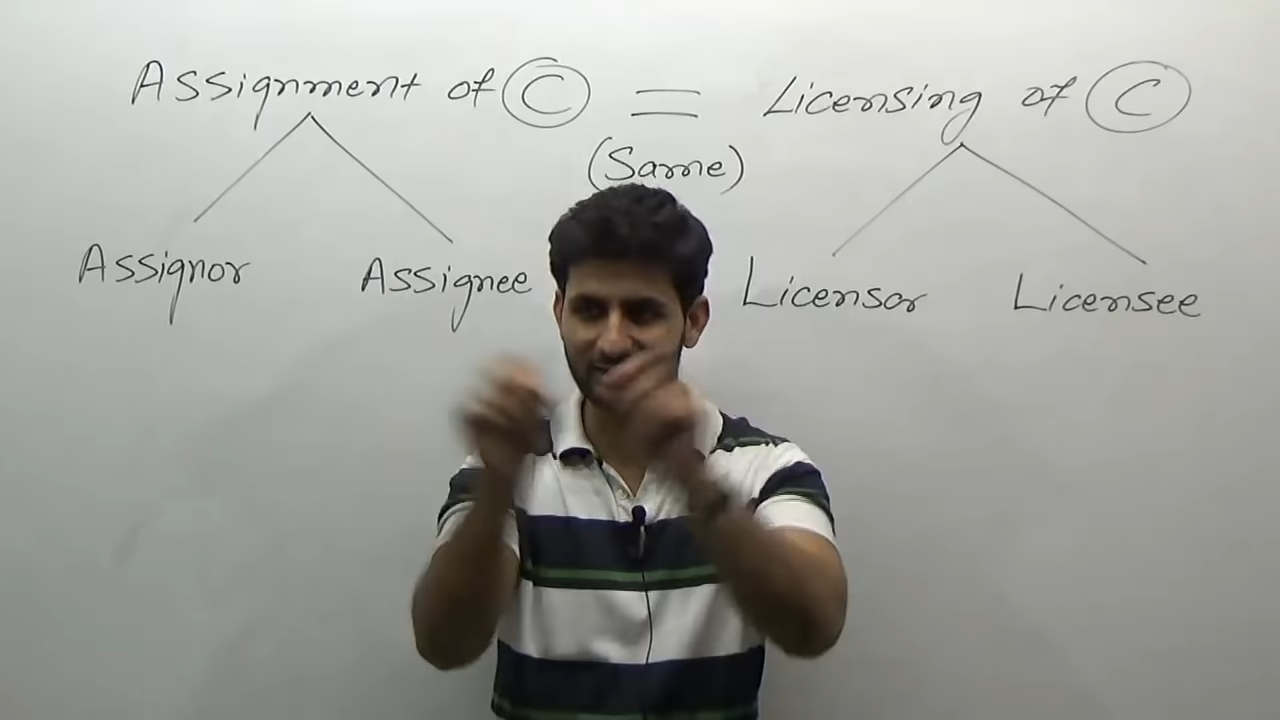 Assignment of © = Licensing of ©
(Same)
Assignor Assignee Licensor Licensee